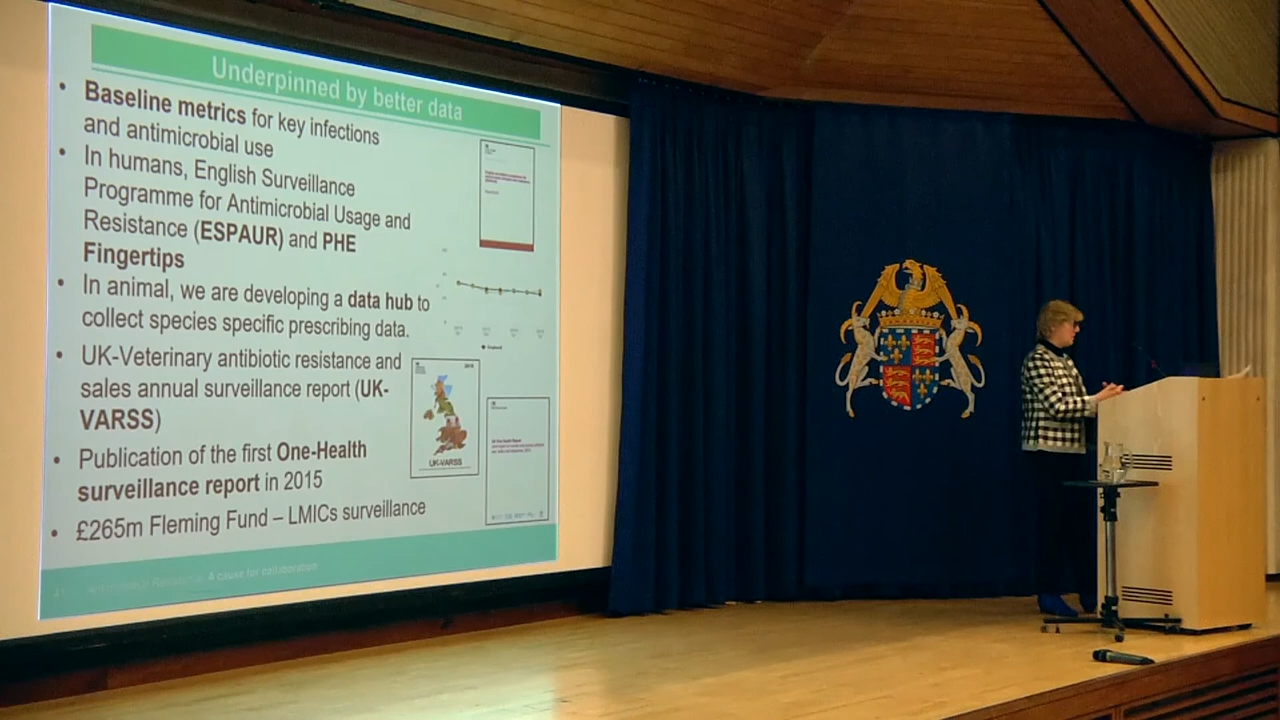 Underpinned by better data
• Baseline metrics for key infections
and antimicrobial use
• In humans, English Surveillance
Programme for Antimicrobial Usage and
Resistance (ESPAUR) and PHE
Fingertips
• In animal, we are developing a data hub to
collect species specific prescribing data.
• UK-Veterinary antibiotic resistance and
sales annual surveillance report (UK-
VARSS)
• Publication of the first One-Health
surveillance report in 2015
• £265m Fleming Fund – LMICs surveillance
UK-VARSS
A cause for collaboration